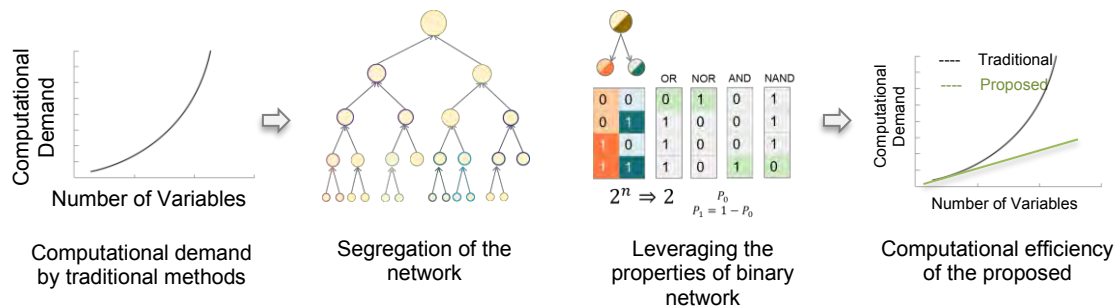 Computational
Demand
Number of Variables
Computational demand
by traditional methods
Segregation of the
network
OR NOR AND NAND
0 0 0 1 0 1
0 1 1 0 0 1
1 0 1 0 0 1
1 1 1 0 1 0
2ⁿ ⇒ 2
P₀
P₁ = 1 − P₀
Leveraging the
properties of binary
network
Computational
Demand
Traditional
Proposed
Number of Variables
Computational efficiency
of the proposed